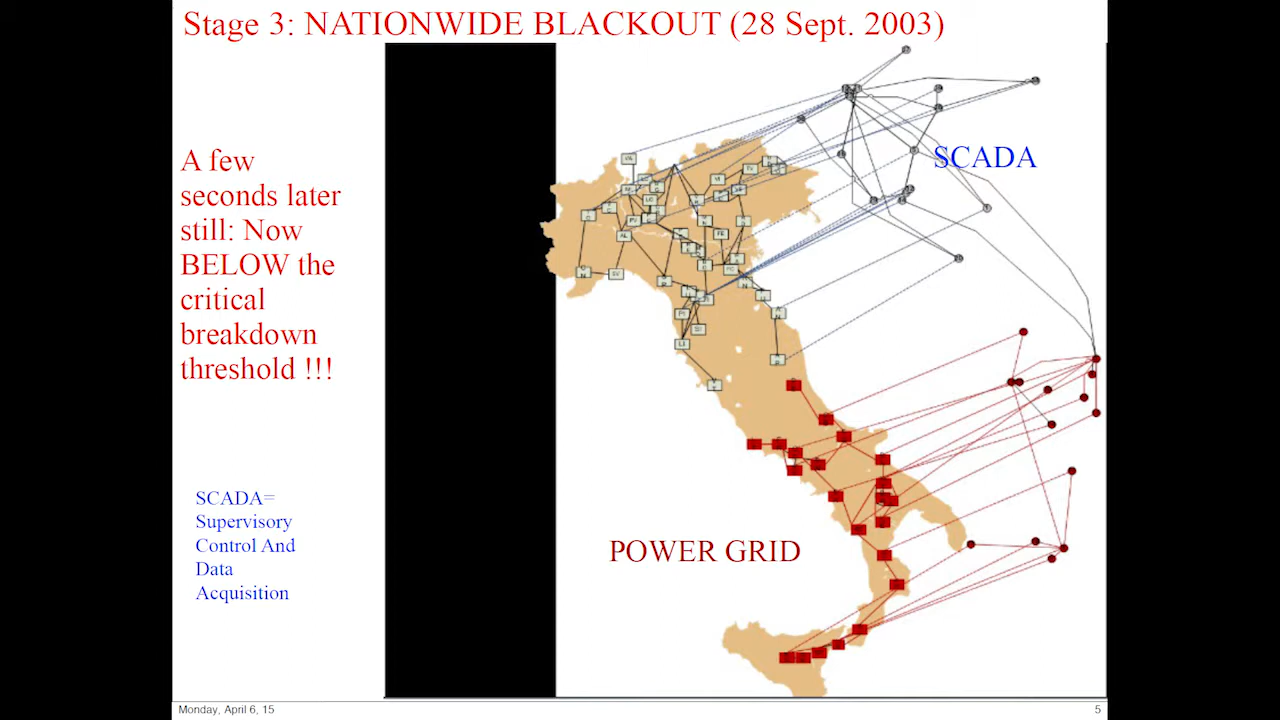 Stage 3: NATIONWIDE BLACKOUT (28 Sept. 2003)
A few
seconds later
still: Now
BELOW the
critical
breakdown
threshold !!!
SCADA
SCADA=
Supervisory
Control And
Data
Acquisition
POWER GRID
Monday, April 6, 15
5